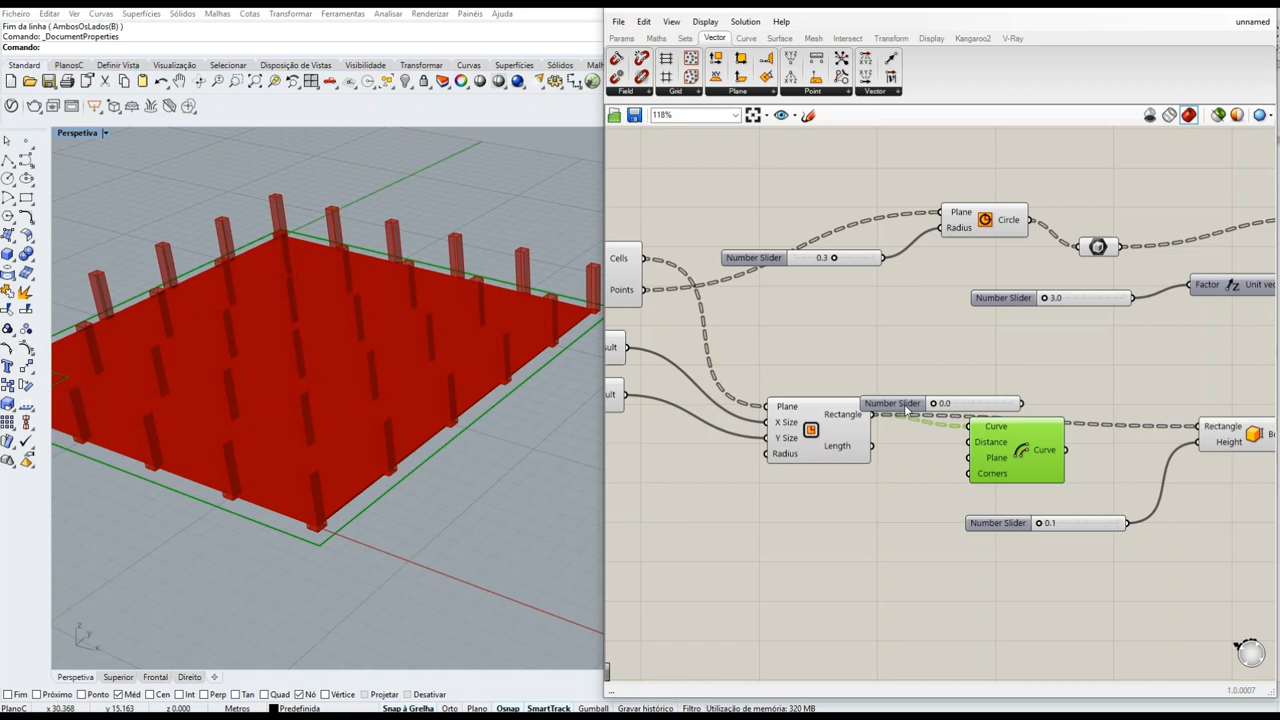 Ficheiro Editar Ver Curvas Superfícies Sólidos Malhas Cotas Transformar Ferramentas Analisar Renderizar Painéis Ajuda
Fim da linha ( AmbosOsLados(B) )
Comando: _DocumentProperties
Comando:
Standard PlanosC Definir Vista Visualização Selecionar Disposição de Vistas Visibilidade Transformar Curvas Superfícies Sólidos Malhas
Perspetiva
z
y
x
Perspetiva Superior Frontal Direito
Fim Próximo Ponto Méd Cen Int Perp Tan Quad Nó Vértice Projetar Desativar
PlanoC x 30.368 y 15.163 z 0.000 Metros Predefinida Snap à Grelha Orto Plano Osnap SmartTrack Gumball Gravar histórico Filtro Utilização de memória: 320 MB
File Edit View Display Solution Help unnamed
Params Maths Sets Vector Curve Surface Mesh Intersect Transform Display Kangaroo2 V-Ray
Field Grid Plane Point Vector
118%
Plane
Radius
Circle
Cells
Points
Number Slider 0.3
Number Slider 3.0
Factor Unit vec
ult
ult
Plane
X Size
Y Size
Radius
Rectangle
Length
Number Slider 0.0
Curve
Distance
Plane
Corners
Curve
Rectangle
Height
Number Slider 0.1
...
1.0.0007